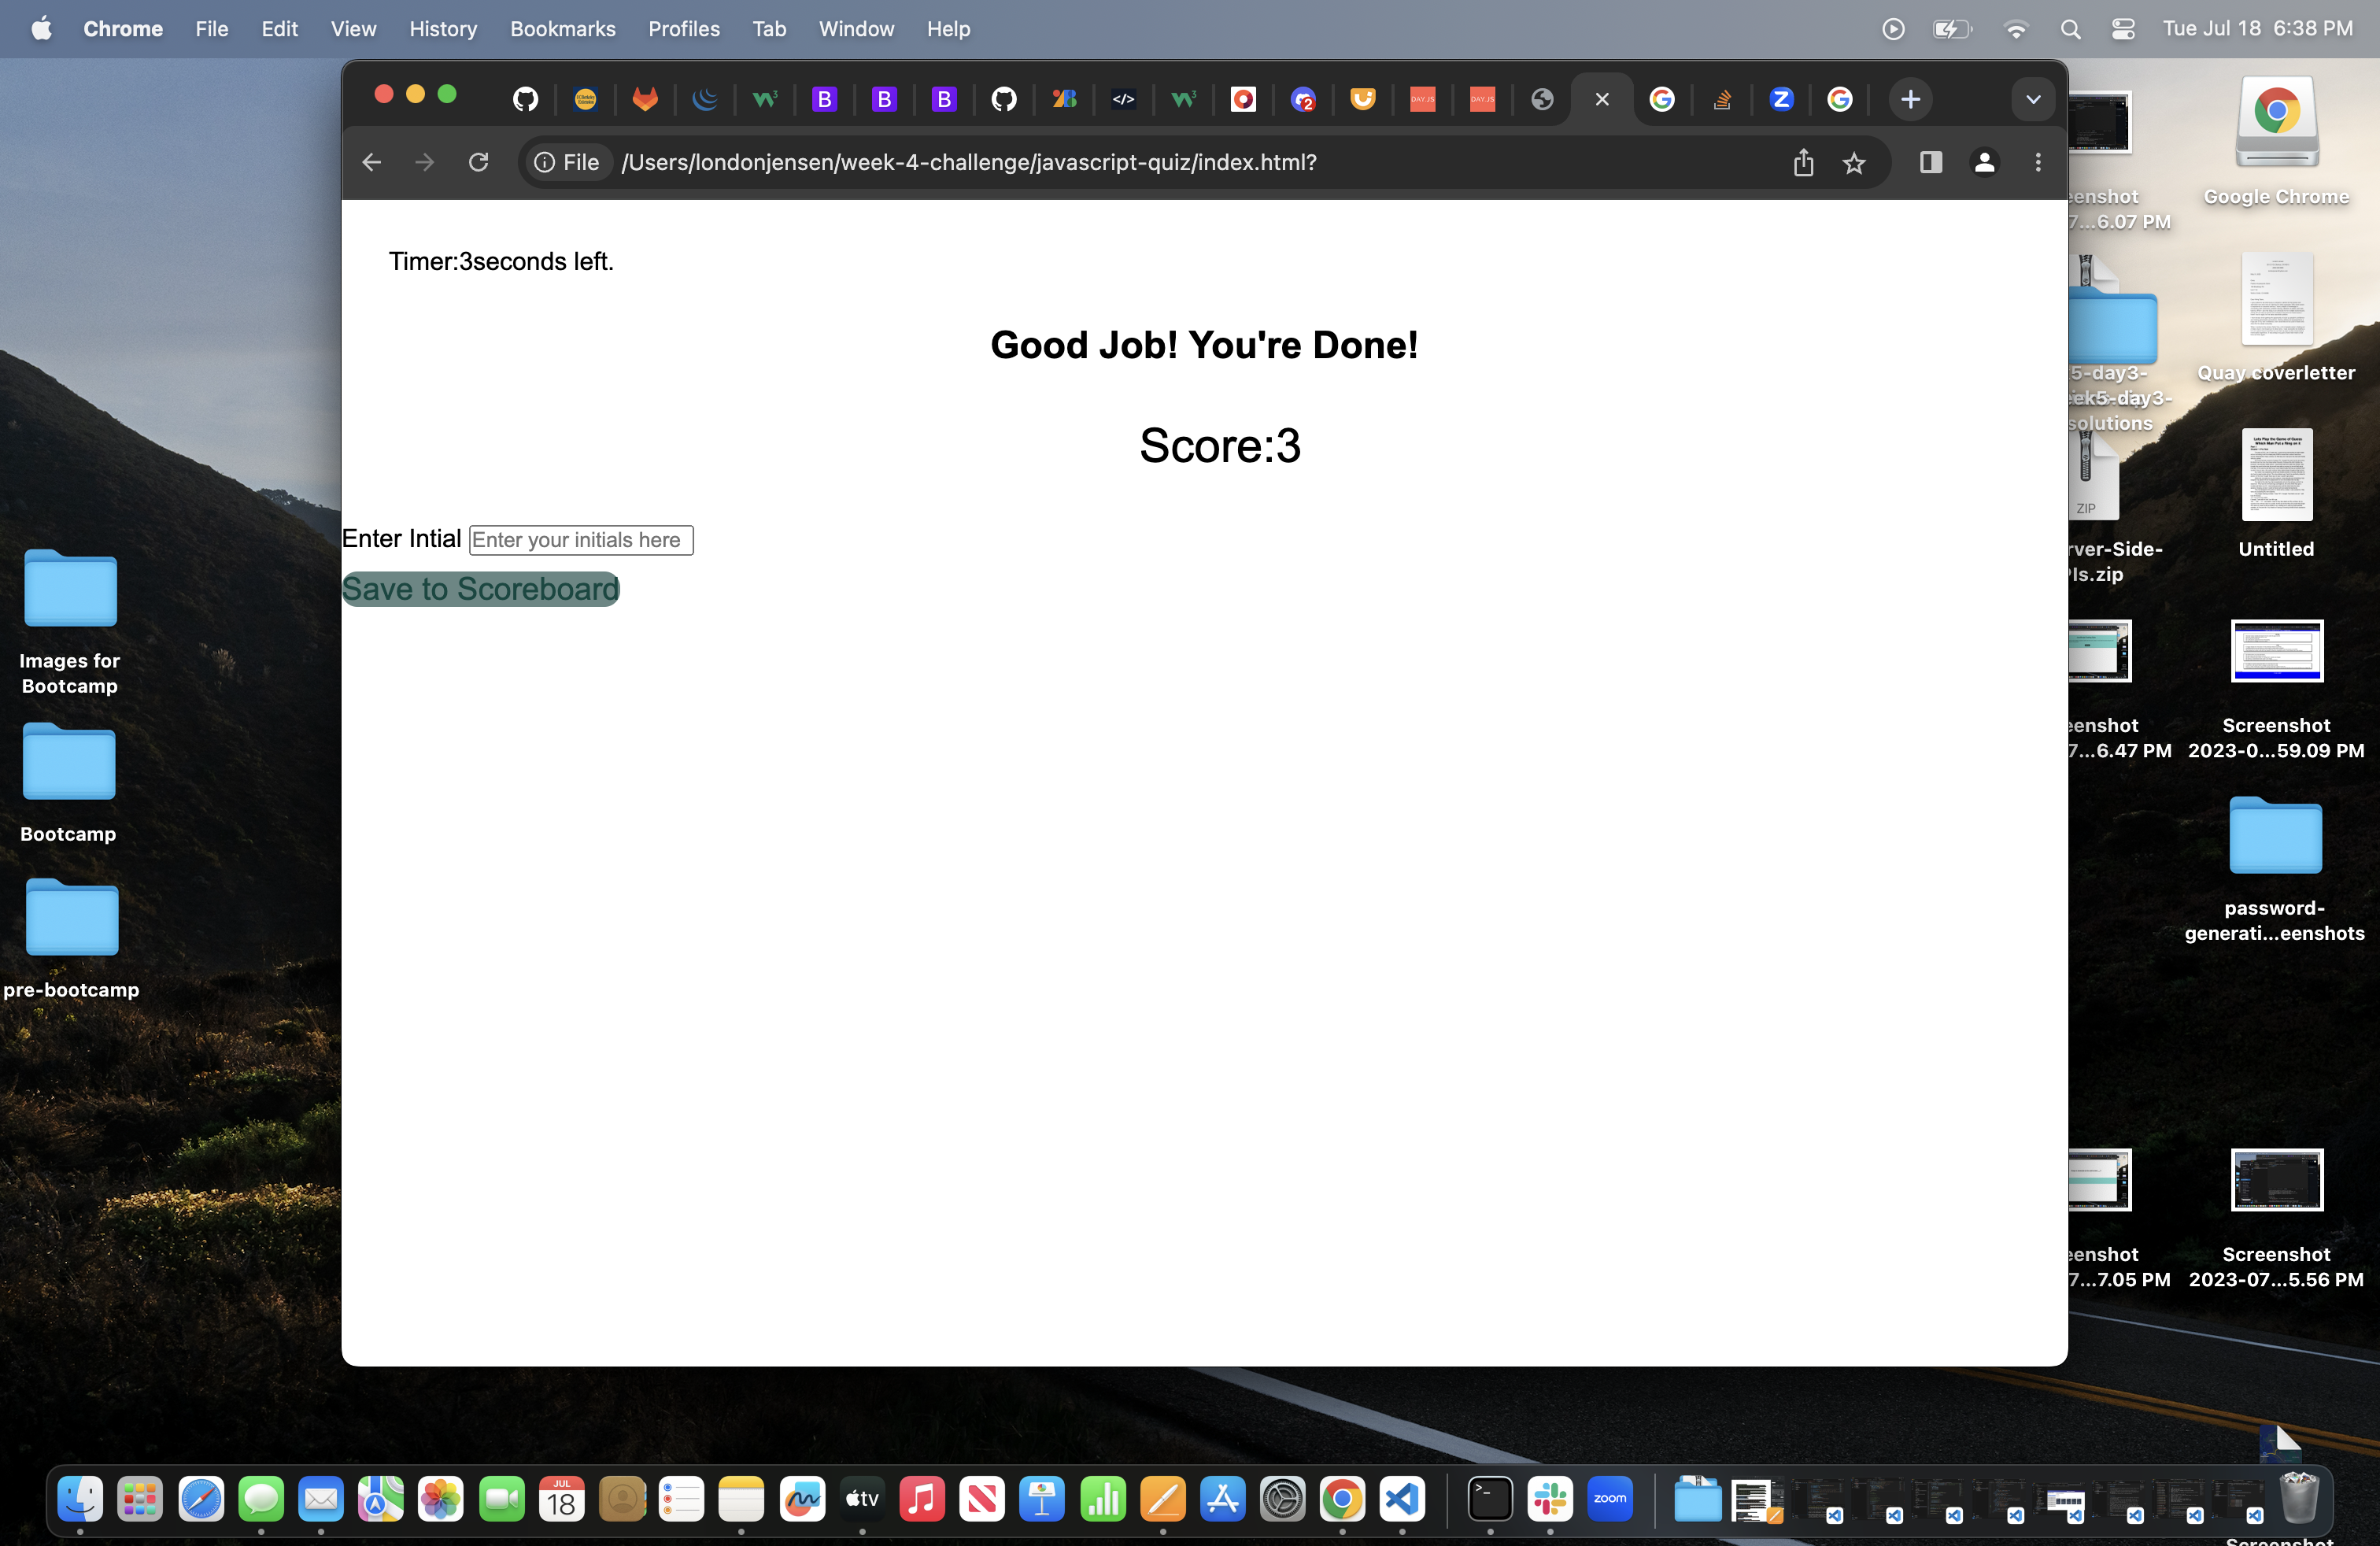 Chrome File Edit View History Bookmarks Profiles Tab Window Help Tue Jul 18 6:38 PM
File /Users/londonjensen/week-4-challenge/javascript-quiz/index.html?
Timer:3seconds left.
Good Job! You're Done!
Score:3
Enter Intial Enter your initials here
Save to Scoreboard
Images for
Bootcamp
Bootcamp
pre-bootcamp
eenshot
7...6.07 PM
Google Chrome
5-day3-
eek5-day3-
solutions
Quay coverletter
ZIP
rver-Side-
PIs.zip
Untitled
eenshot
7...6.47 PM
Screenshot
2023-0...59.09 PM
password-
generati...eenshots
eenshot
7...7.05 PM
Screenshot
2023-07...5.56 PM
JUL
18
tv
zoom
Screenshot